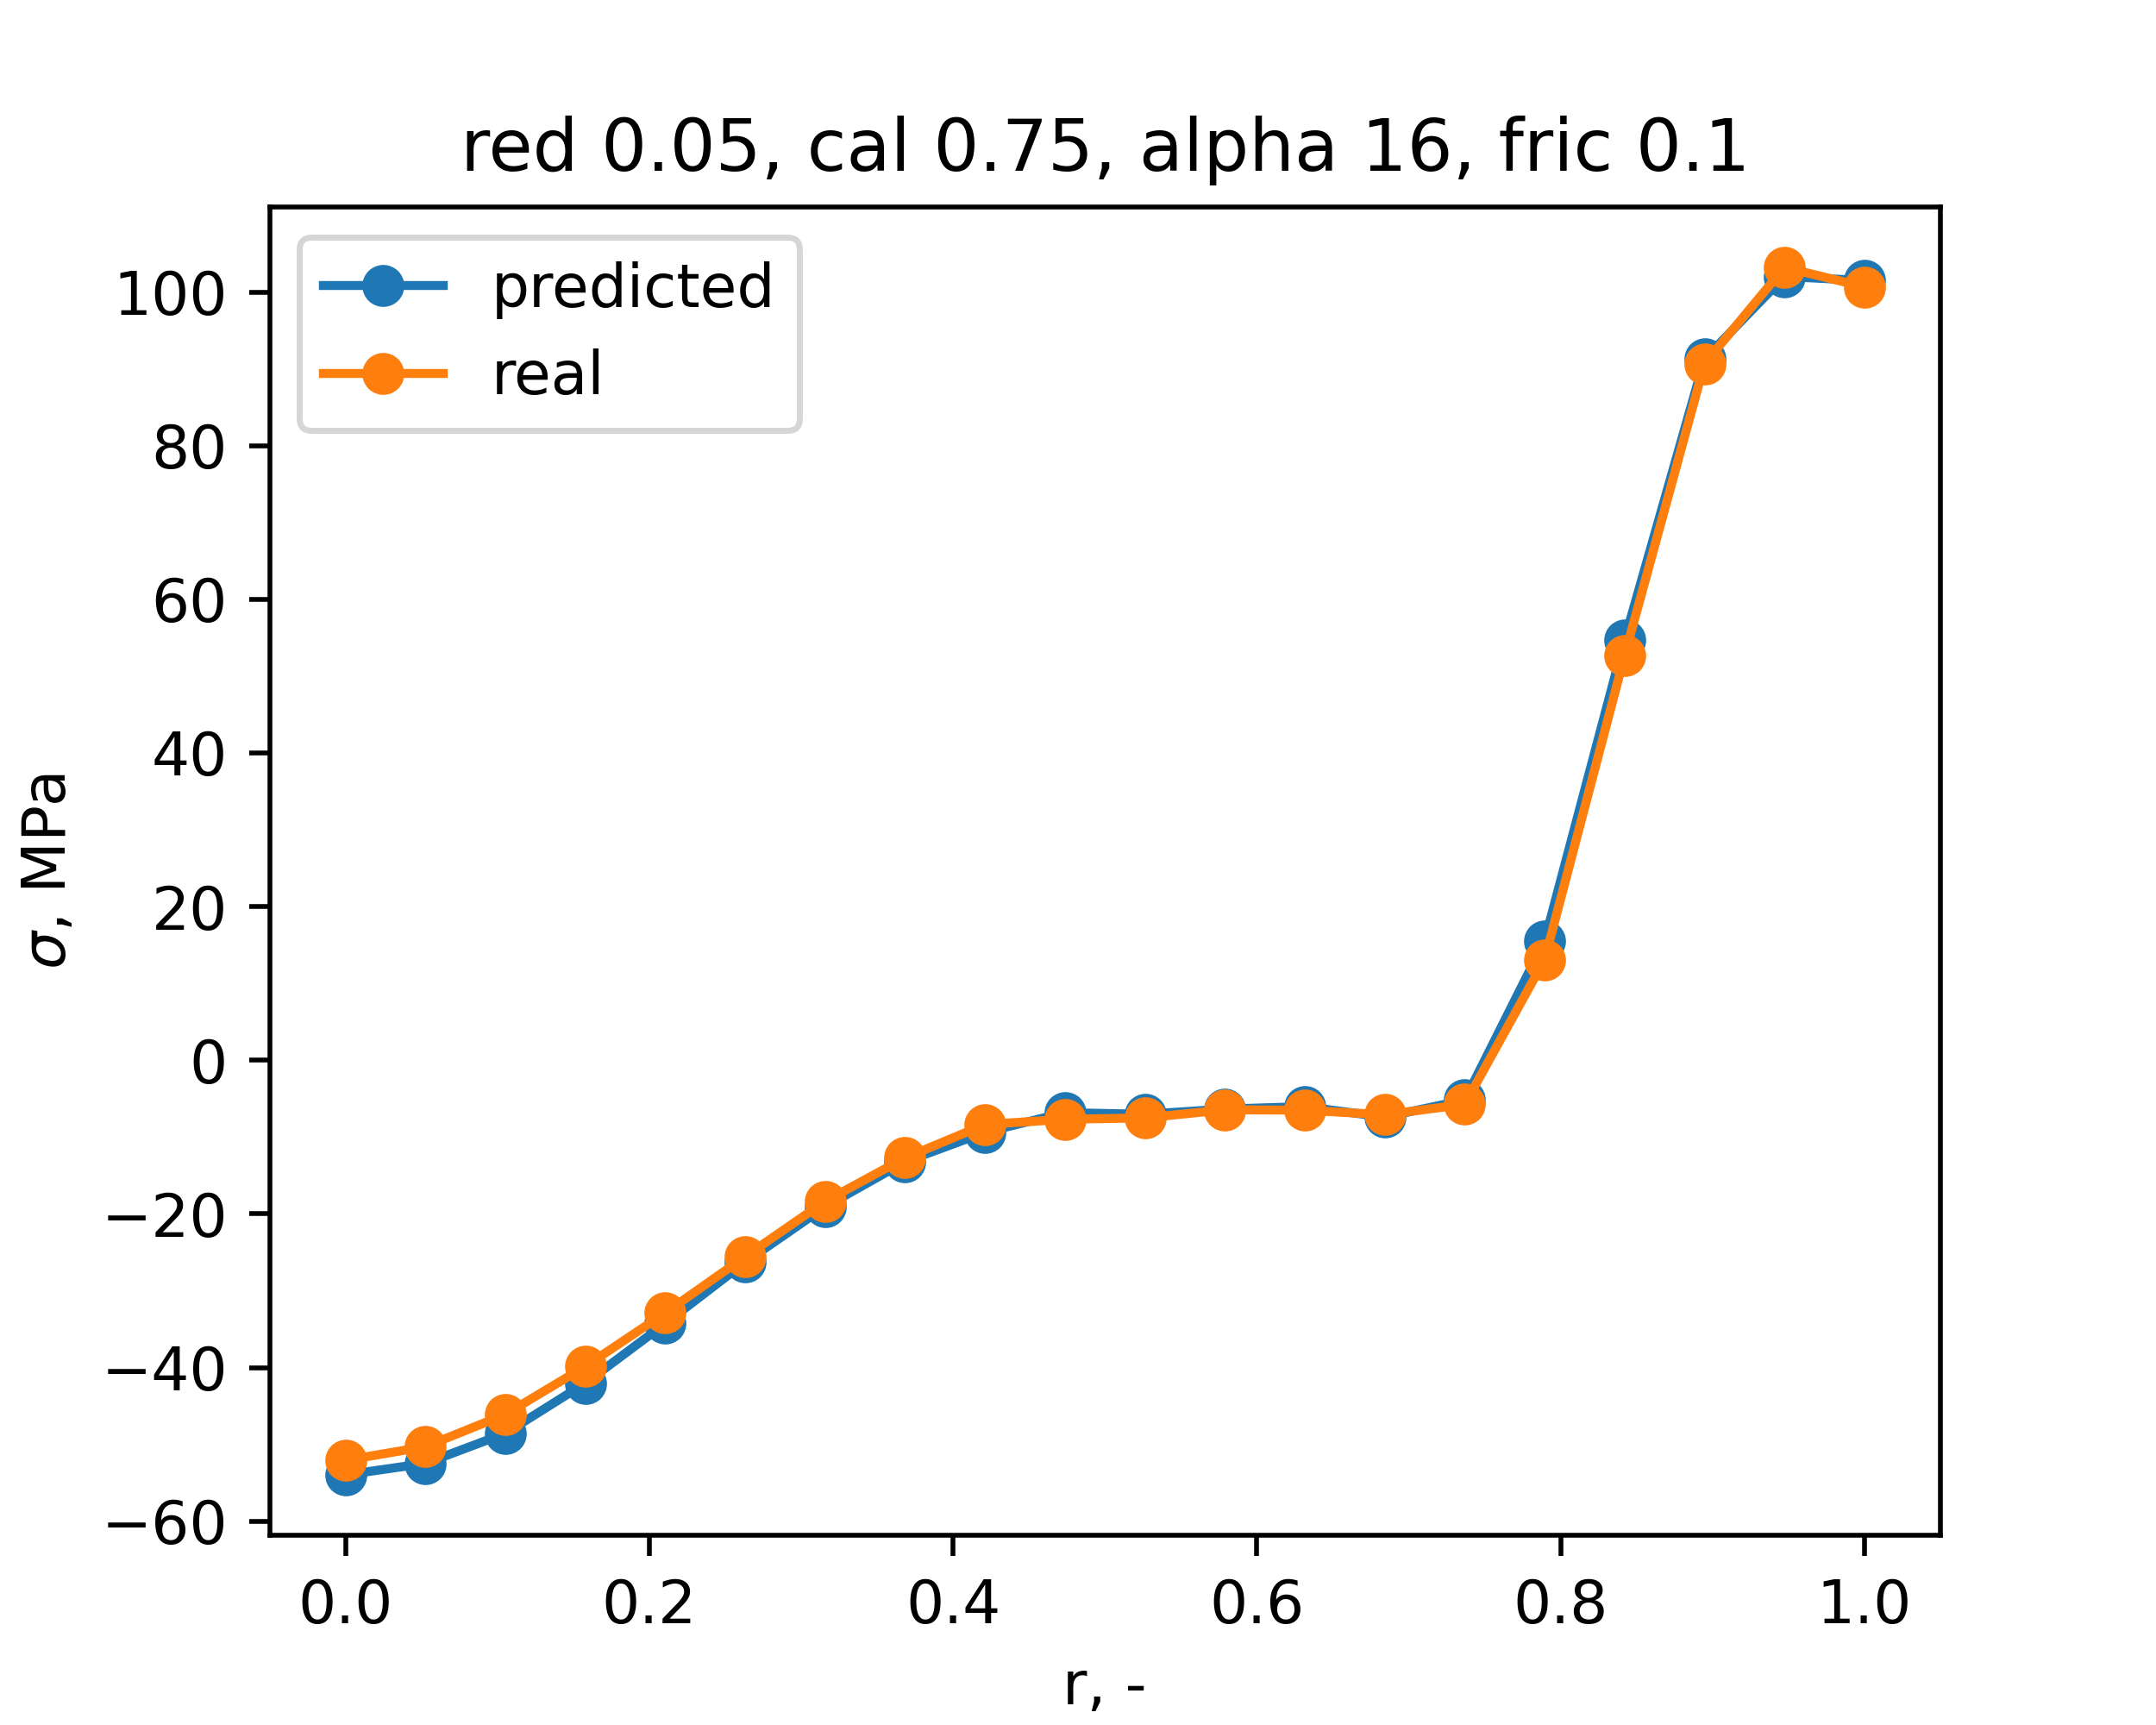 red 0.05, cal 0.75, alpha 16, fric 0.1
predicted
real
100
80
60
40
20
0
−20
−40
−60
σ, MPa
0.0 0.2 0.4 0.6 0.8 1.0
r, -